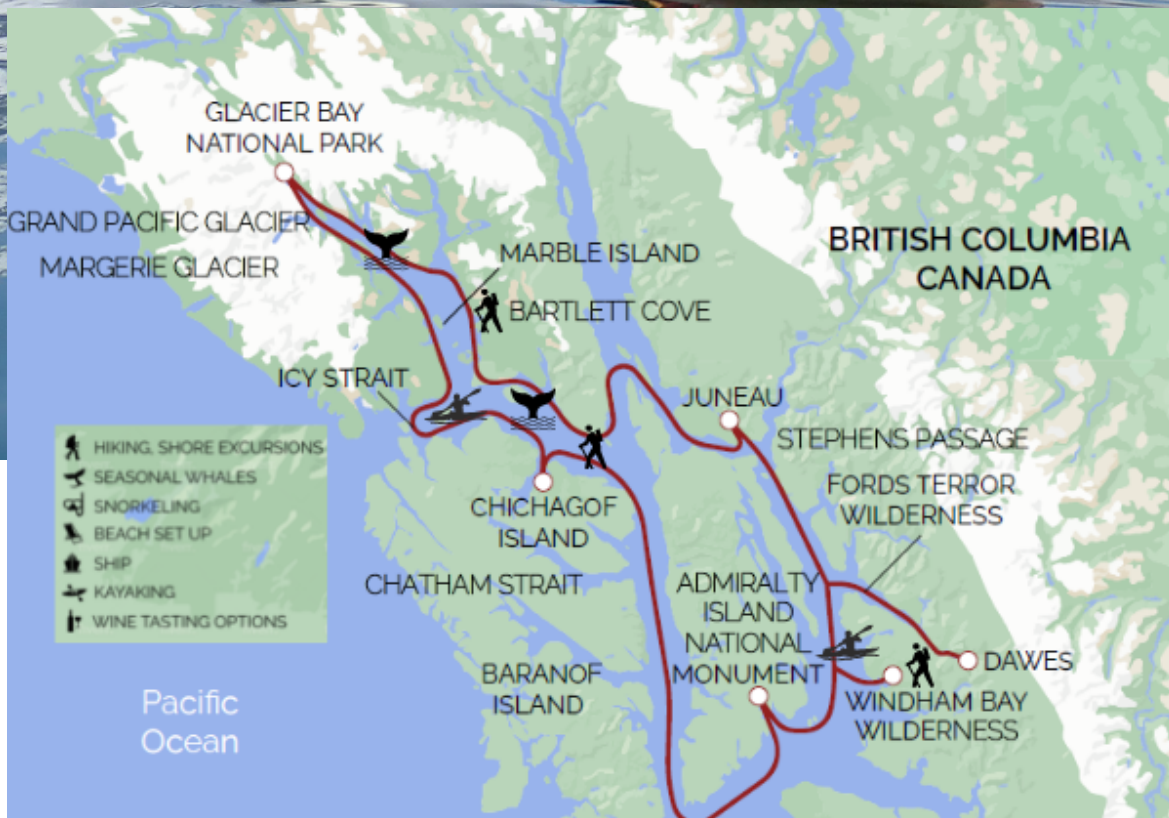 GLACIER BAY
NATIONAL PARK
GRAND PACIFIC GLACIER
MARGERIE GLACIER
MARBLE ISLAND
BARTLETT COVE
BRITISH COLUMBIA
CANADA
ICY STRAIT
JUNEAU
STEPHENS PASSAGE
FORDS TERROR
WILDERNESS
HIKING, SHORE EXCURSIONS
SEASONAL WHALES
SNORKELING
BEACH SET UP
SHIP
KAYAKING
WINE TASTING OPTIONS
CHICHAGOF
ISLAND
CHATHAM STRAIT
ADMIRALTY
ISLAND
NATIONAL
MONUMENT
BARANOF
ISLAND
DAWES
WINDHAM BAY
WILDERNESS
Pacific
Ocean